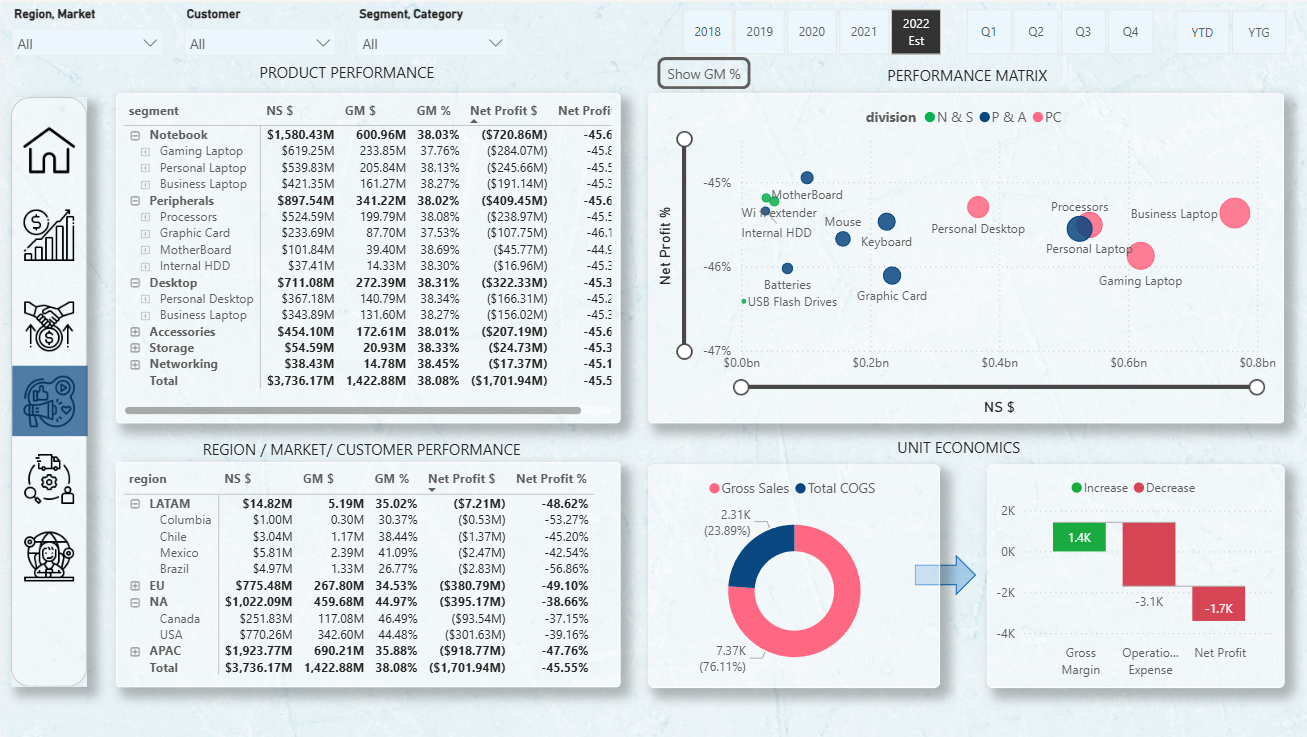 Region, Market
Customer
Segment, Category
All
All
All
2018
2019
2020
2021
2022
Est
Q1
Q2
Q3
Q4
YTD
YTG
PRODUCT PERFORMANCE
segment NS $ GM $ GM % Net Profit $ Net Profi
Notebook $1,580.43M 600.96M 38.03% ($720.86M) -45.6
Gaming Laptop $619.25M 233.85M 37.76% ($284.07M) -45.8
Personal Laptop $539.83M 205.84M 38.13% ($245.66M) -45.5
Business Laptop $421.35M 161.27M 38.27% ($191.14M) -45.3
Peripherals $897.54M 341.22M 38.02% ($409.45M) -45.6
Processors $524.59M 199.79M 38.08% ($238.97M) -45.5
Graphic Card $233.69M 87.70M 37.53% ($107.75M) -46.1
MotherBoard $101.84M 39.40M 38.69% ($45.77M) -44.9
Internal HDD $37.41M 14.33M 38.30% ($16.96M) -45.3
Desktop $711.08M 272.39M 38.31% ($322.33M) -45.3
Personal Desktop $367.18M 140.79M 38.34% ($166.31M) -45.2
Business Laptop $343.89M 131.60M 38.27% ($156.02M) -45.3
Accessories $454.10M 172.61M 38.01% ($207.19M) -45.6
Storage $54.59M 20.93M 38.33% ($24.73M) -45.3
Networking $38.43M 14.78M 38.45% ($17.37M) -45.1
Total $3,736.17M 1,422.88M 38.08% ($1,701.94M) -45.5
Show GM %
PERFORMANCE MATRIX
division N & S P & A PC
Net Profit %
-45%
-46%
-47%
MotherBoard
Wi fi extender
Internal HDD
Mouse
Keyboard
Batteries
USB Flash Drives
Graphic Card
Personal Desktop
Processors
Personal Laptop
Business Laptop
Gaming Laptop
$0.0bn $0.2bn $0.4bn $0.6bn $0.8bn
NS $
REGION / MARKET/ CUSTOMER PERFORMANCE
region NS $ GM $ GM % Net Profit $ Net Profit %
LATAM $14.82M 5.19M 35.02% ($7.21M) -48.62%
Columbia $1.00M 0.30M 30.37% ($0.53M) -53.27%
Chile $3.04M 1.17M 38.44% ($1.37M) -45.20%
Mexico $5.81M 2.39M 41.09% ($2.47M) -42.54%
Brazil $4.97M 1.33M 26.77% ($2.83M) -56.86%
EU $775.48M 267.80M 34.53% ($380.79M) -49.10%
NA $1,022.09M 459.68M 44.97% ($395.17M) -38.66%
Canada $251.83M 117.08M 46.49% ($93.54M) -37.15%
USA $770.26M 342.60M 44.48% ($301.63M) -39.16%
APAC $1,923.77M 690.21M 35.88% ($918.77M) -47.76%
Total $3,736.17M 1,422.88M 38.08% ($1,701.94M) -45.55%
UNIT ECONOMICS
Gross Sales Total COGS
2.31K
(23.89%)
7.37K
(76.11%)
Increase Decrease
2K
0K
-2K
-4K
1.4K
-3.1K
-1.7K
Gross
Margin
Operatio...
Expense
Net Profit